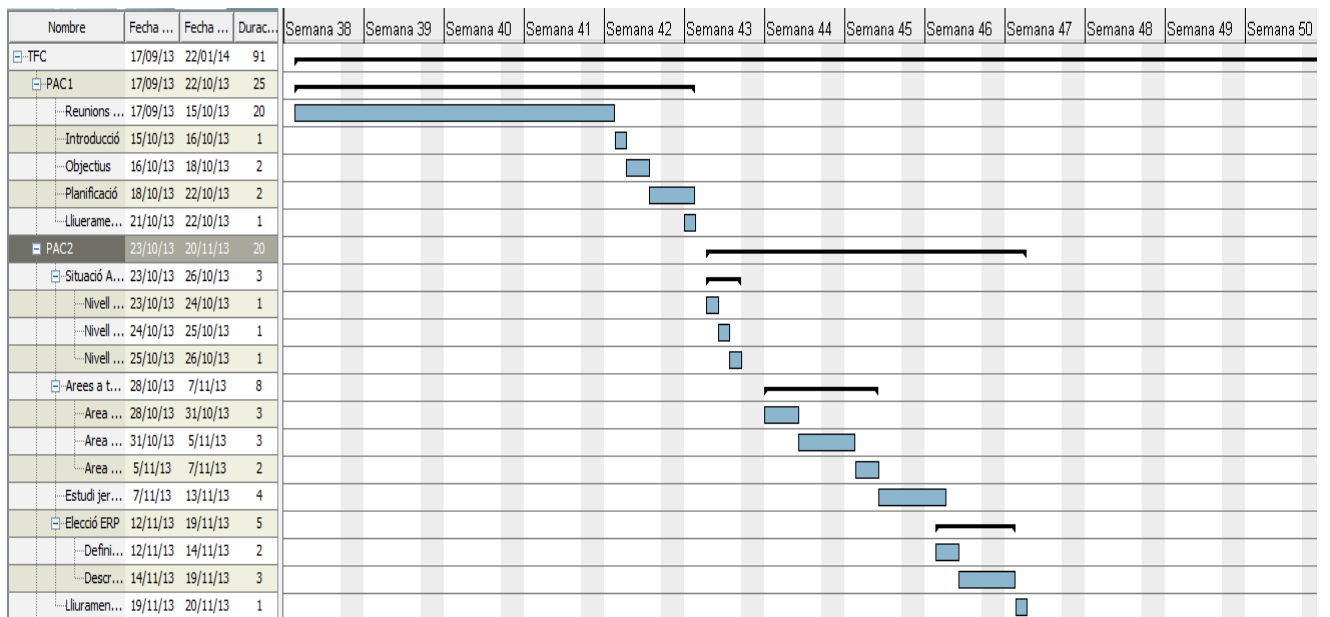 Nombre Fecha ... Fecha ... Durac... Semana 38 Semana 39 Semana 40 Semana 41 Semana 42 Semana 43 Semana 44 Semana 45 Semana 46 Semana 47 Semana 48 Semana 49 Semana 50
TFC 17/09/13 22/01/14 91
PAC1 17/09/13 22/10/13 25
Reunions ... 17/09/13 15/10/13 20
Introducció 15/10/13 16/10/13 1
Objectius 16/10/13 18/10/13 2
Planificació 18/10/13 22/10/13 2
Lliuerame... 21/10/13 22/10/13 1
PAC2 23/10/13 20/11/13 20
Situació A... 23/10/13 26/10/13 3
Nivell ... 23/10/13 24/10/13 1
Nivell ... 24/10/13 25/10/13 1
Nivell ... 25/10/13 26/10/13 1
Arees a t... 28/10/13 7/11/13 8
Area ... 28/10/13 31/10/13 3
Area ... 31/10/13 5/11/13 3
Area ... 5/11/13 7/11/13 2
Estudi jer... 7/11/13 13/11/13 4
Elecció ERP 12/11/13 19/11/13 5
Defini... 12/11/13 14/11/13 2
Descr... 14/11/13 19/11/13 3
Lliuramen... 19/11/13 20/11/13 1